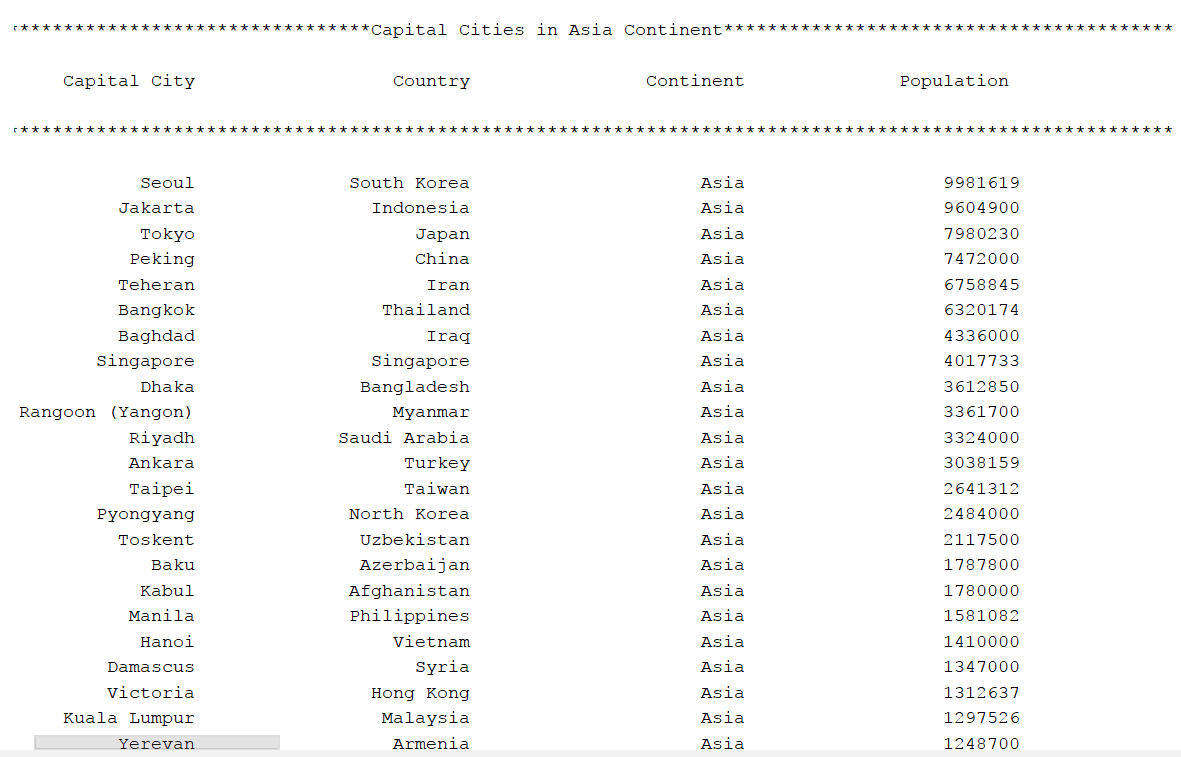 *********************************Capital Cities in Asia Continent*****************************************
Capital City Country Continent Population
**********************************************************************************************************
Seoul South Korea Asia 9981619
Jakarta Indonesia Asia 9604900
Tokyo Japan Asia 7980230
Peking China Asia 7472000
Teheran Iran Asia 6758845
Bangkok Thailand Asia 6320174
Baghdad Iraq Asia 4336000
Singapore Singapore Asia 4017733
Dhaka Bangladesh Asia 3612850
Rangoon (Yangon) Myanmar Asia 3361700
Riyadh Saudi Arabia Asia 3324000
Ankara Turkey Asia 3038159
Taipei Taiwan Asia 2641312
Pyongyang North Korea Asia 2484000
Toskent Uzbekistan Asia 2117500
Baku Azerbaijan Asia 1787800
Kabul Afghanistan Asia 1780000
Manila Philippines Asia 1581082
Hanoi Vietnam Asia 1410000
Damascus Syria Asia 1347000
Victoria Hong Kong Asia 1312637
Kuala Lumpur Malaysia Asia 1297526
Yerevan Armenia Asia 1248700